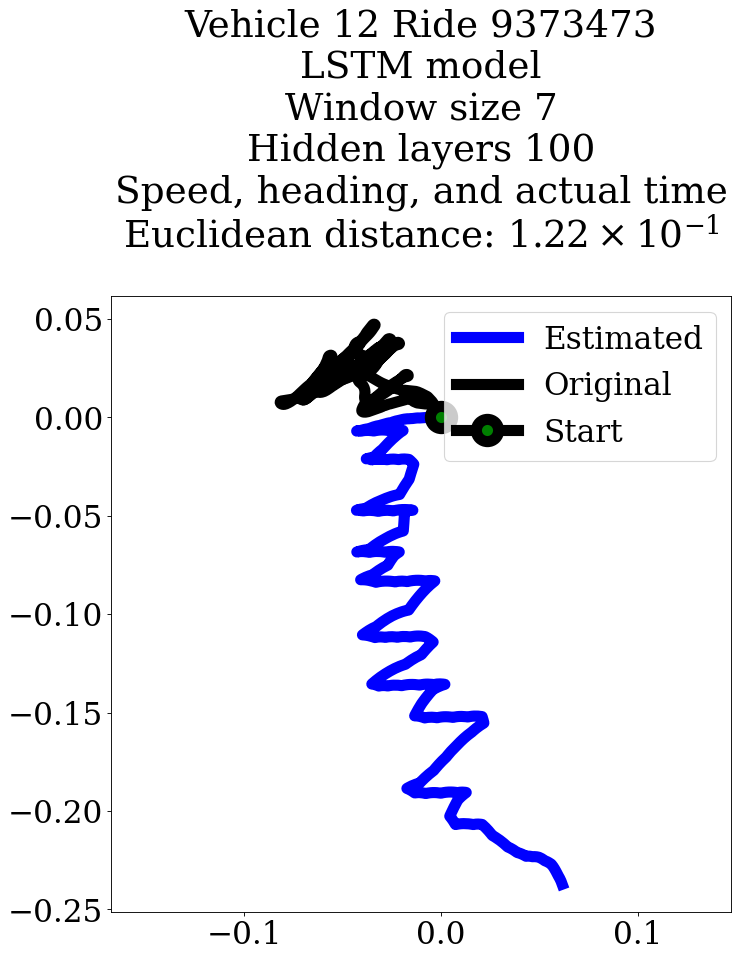 Vehicle 12 Ride 9373473
LSTM model
Window size 7
Hidden layers 100
Speed, heading, and actual time
Euclidean distance: 1.22 × 10⁻¹
Estimated
Original
Start
0.05
0.00
−0.05
−0.10
−0.15
−0.20
−0.25
−0.1
0.0
0.1